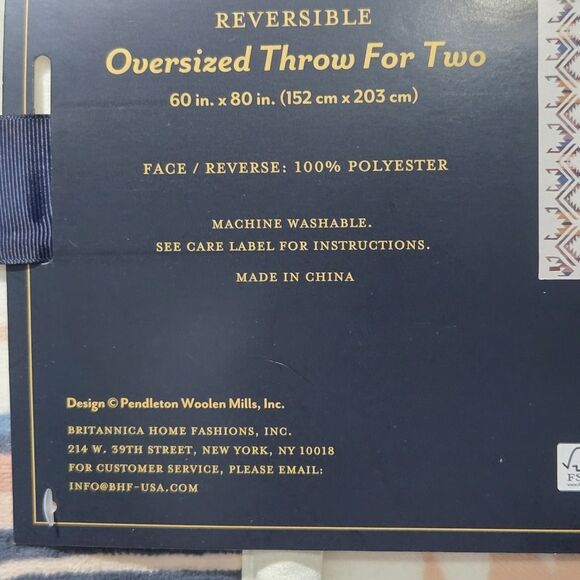 REVERSIBLE
Oversized Throw For Two
60 in. x 80 in. (152 cm x 203 cm)
FACE / REVERSE: 100% POLYESTER
MACHINE WASHABLE.
SEE CARE LABEL FOR INSTRUCTIONS.
MADE IN CHINA
Design © Pendleton Woolen Mills, Inc.
BRITANNICA HOME FASHIONS, INC.
214 W. 39TH STREET, NEW YORK, NY 10018
FOR CUSTOMER SERVICE, PLEASE EMAIL:
INFO@BHF-USA.COM
FS